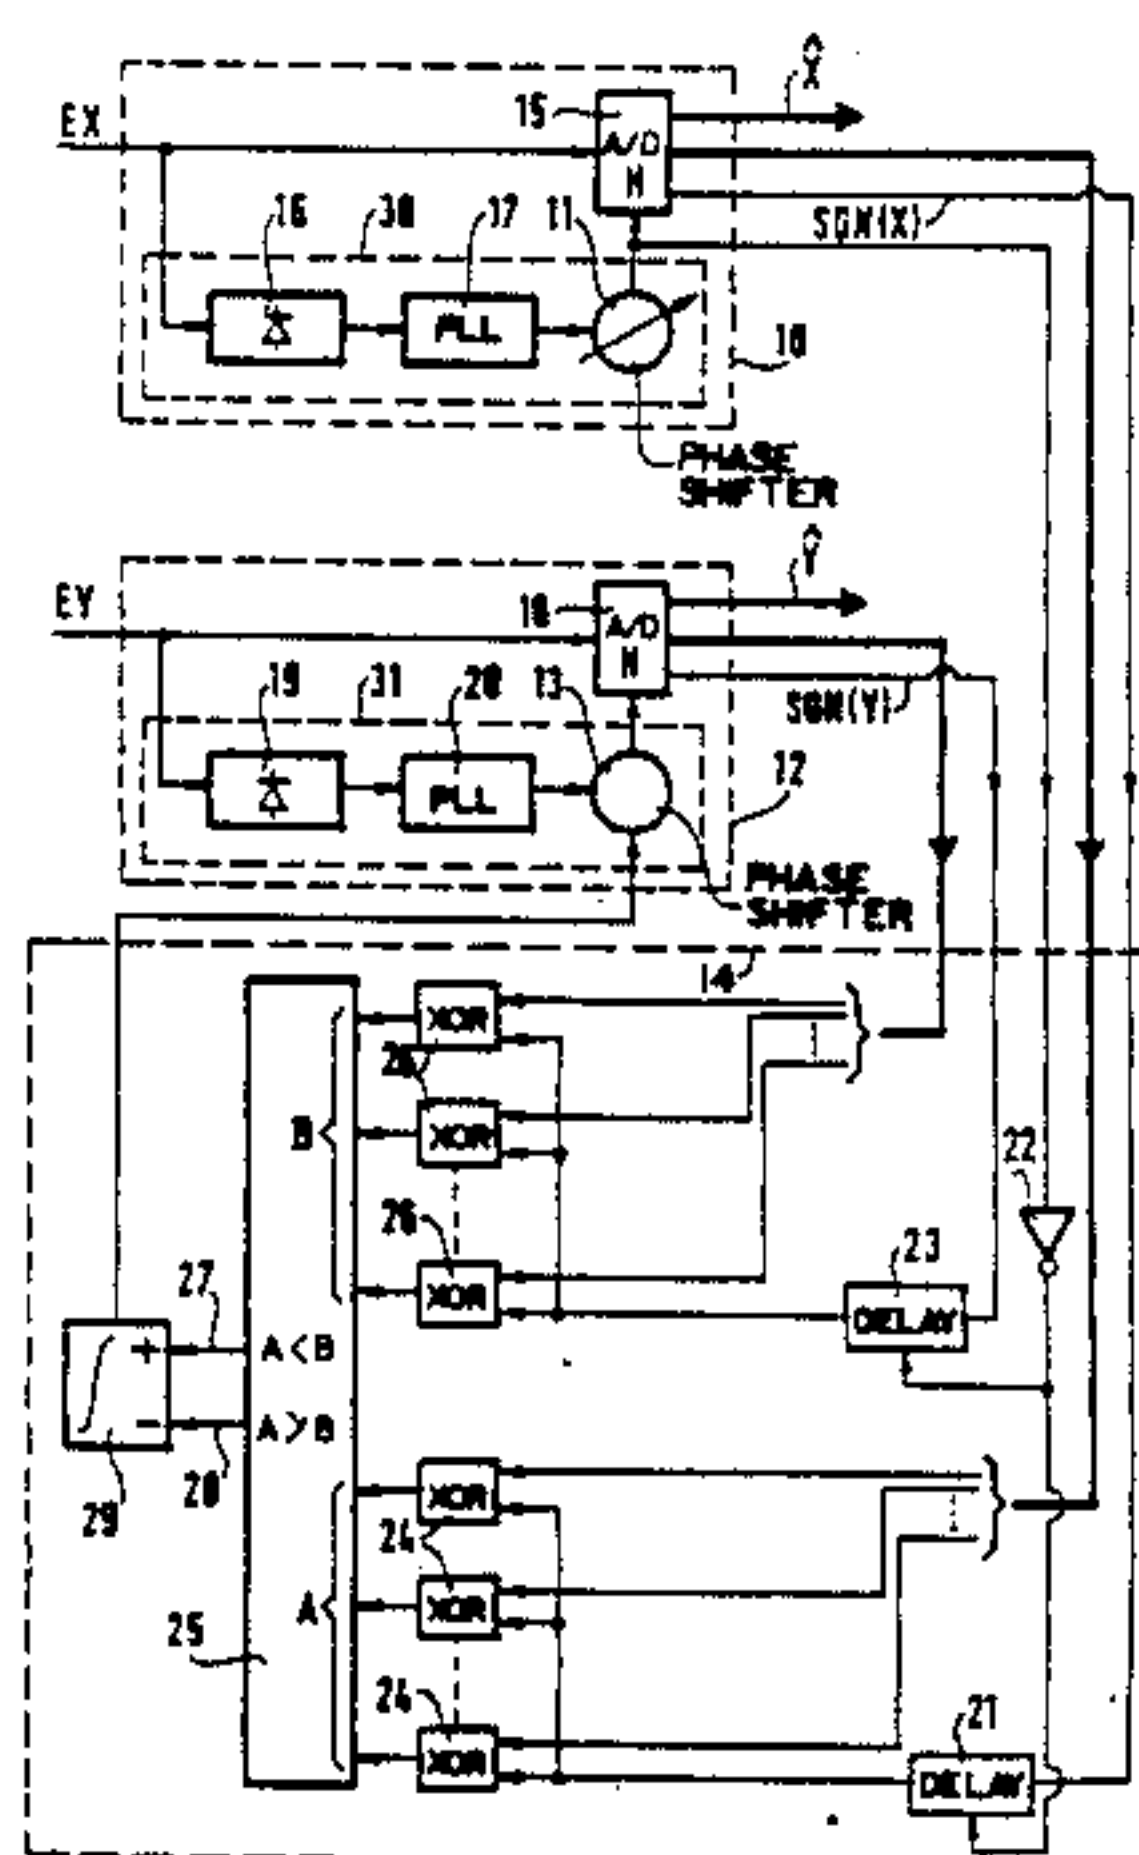 X̂
EX
15
A/D
N
SGN(X)
16
30
17
11
PLL
10
PHASE
SHIFTER
Ŷ
EY
18
A/D
N
SGN(Y)
19
31
20
13
PLL
12
PHASE
SHIFTER
14
XOR
26
B
XOR
22
26
XOR
23
DELAY
27
+
A<B
-
A>B
28
29
XOR
24
A
XOR
25
24
XOR
21
DELAY